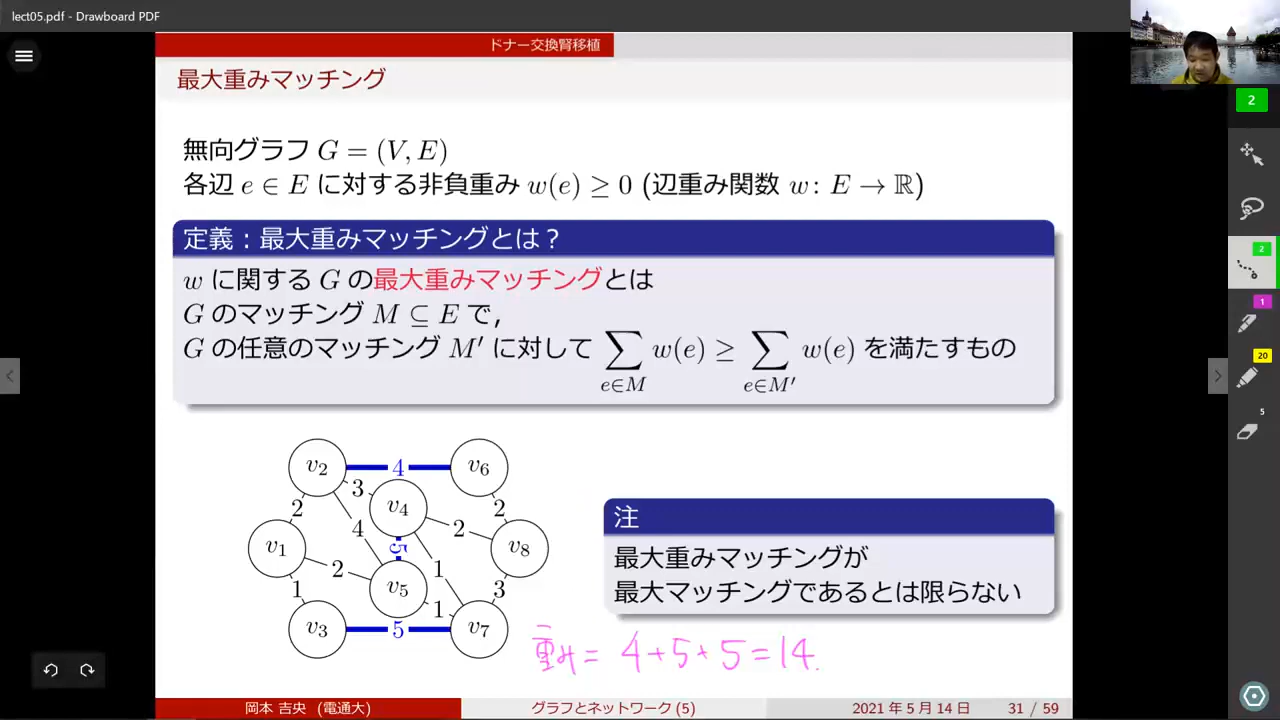 lect05.pdf - Drawboard PDF
ドナー交換腎移植
最大重みマッチング
2
無向グラフ G = (V, E)
各辺 e ∈ E に対する非負重み w(e) ≥ 0 (辺重み関数 w: E → ℝ)
定義：最大重みマッチングとは？
w に関する G の最大重みマッチングとは
G のマッチング M ⊆ E で,
G の任意のマッチング M′ に対して ∑ w(e) ≥ ∑ w(e) を満たすもの
e∈M e∈M′
2
1
20
5
v2 4 v6
3
v4
2 4 2 2
v1 5 v8
2 1
v5
1 1 3
v3 5 v7
注
最大重みマッチングが
最大マッチングであるとは限らない
重み = 4+5+5=14.
岡本 吉央 (電通大) グラフとネットワーク (5) 2021 年 5 月 14 日 31 / 59